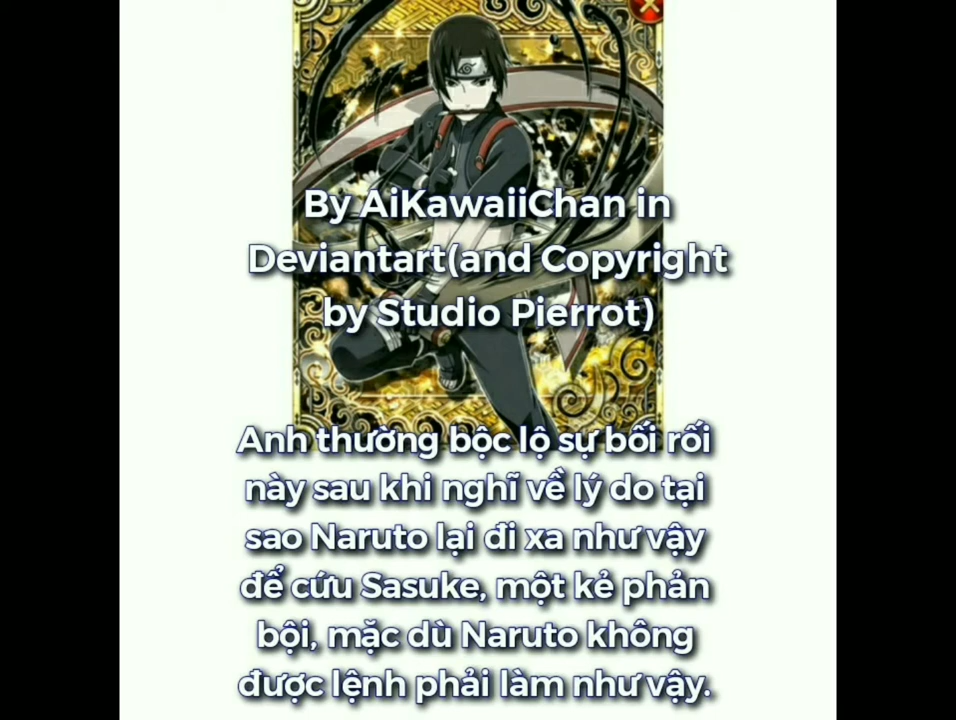 By AiKawaiiChan in
Deviantart(and Copyright
by Studio Pierrot)
Anh thường bộc lộ sự bối rối
này sau khi nghĩ về lý do tại
sao Naruto lại đi xa như vậy
để cứu Sasuke, một kẻ phản
bội, mặc dù Naruto không
được lệnh phải làm như vậy.